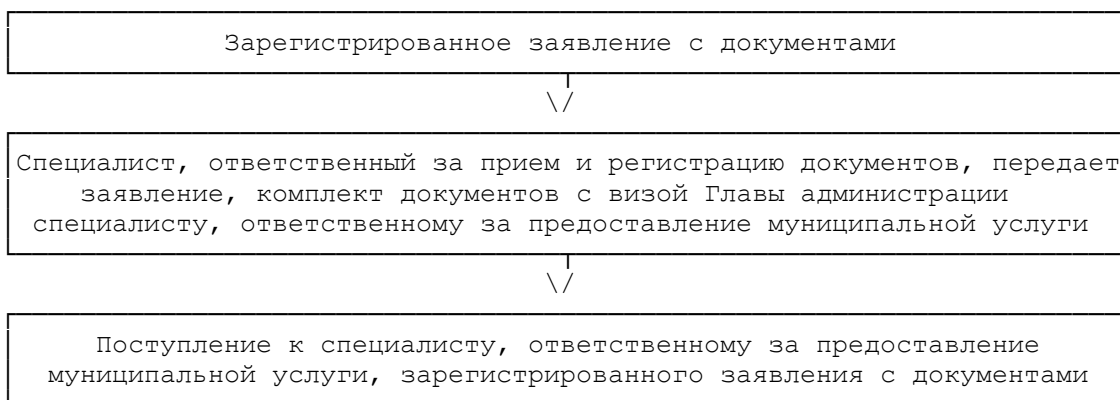 Зарегистрированное заявление с документами
\/
Специалист, ответственный за прием и регистрацию документов, передает
заявление, комплект документов с визой Главы администрации
специалисту, ответственному за предоставление муниципальной услуги
\/
Поступление к специалисту, ответственному за предоставление
муниципальной услуги, зарегистрированного заявления с документами